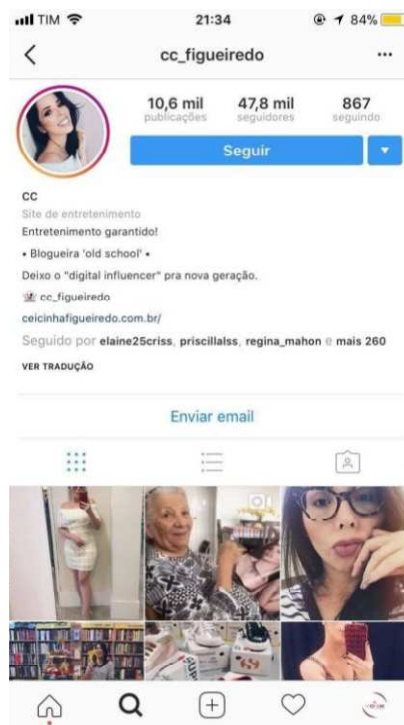 TIM 21:34 84%
cc_figueiredo
10,6 mil 47,8 mil 867
publicações seguidores seguindo
Seguir
CC
Site de entretenimento
Entretenimento garantido!
• Blogueira 'old school' •
Deixo o "digital influencer" pra nova geração.
cc_figueiredo
ceicinhafigueiredo.com.br/
Seguido por elaine25criss, priscillalss, regina_mahon e mais 260
VER TRADUÇÃO
Enviar email